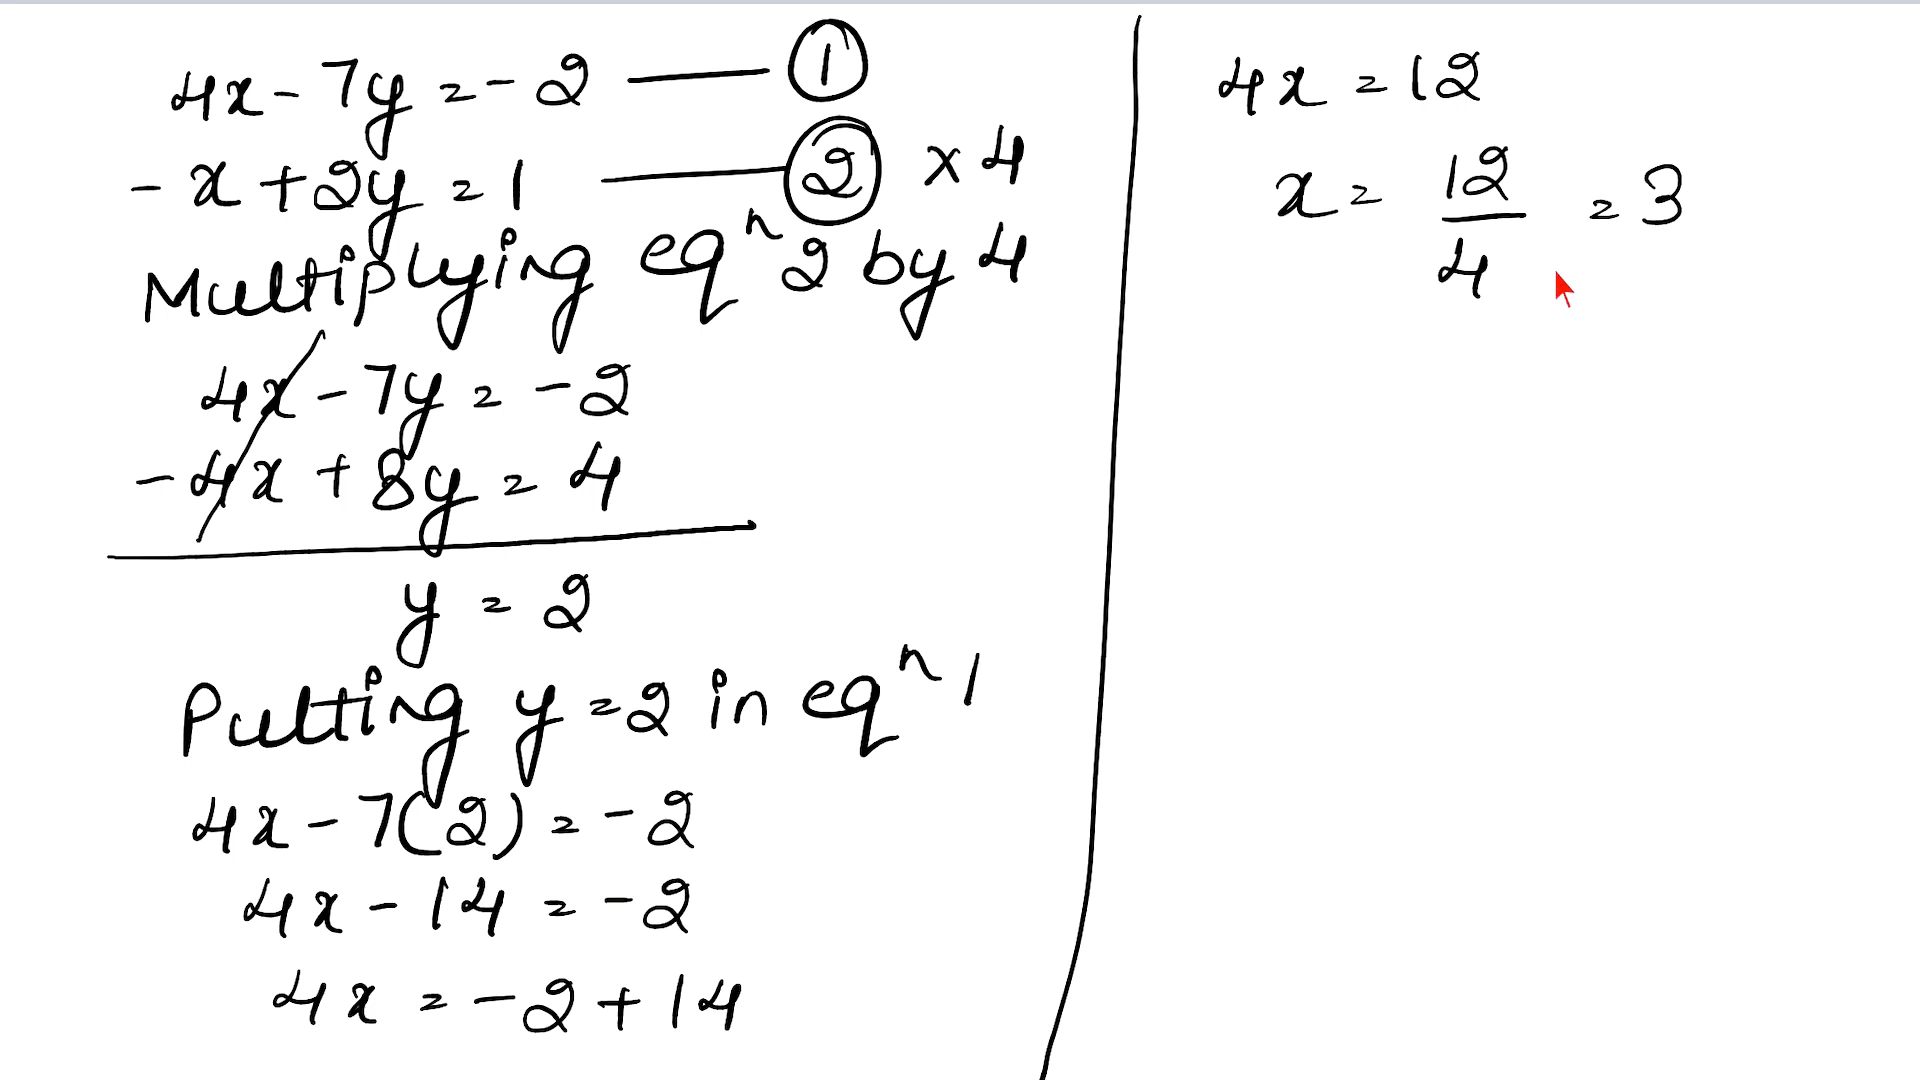 4x - 7y = - 2 —— ①
- x + 2y = 1 —— ② × 4
Multiplying eqⁿ 2 by 4
4x - 7y = - 2
- 4x + 8y = 4
y = 2
Putting y = 2 in eqⁿ 1
4x - 7(2) = - 2
4x - 14 = - 2
4x = - 2 + 14
4x = 12
x = 12/4 = 3